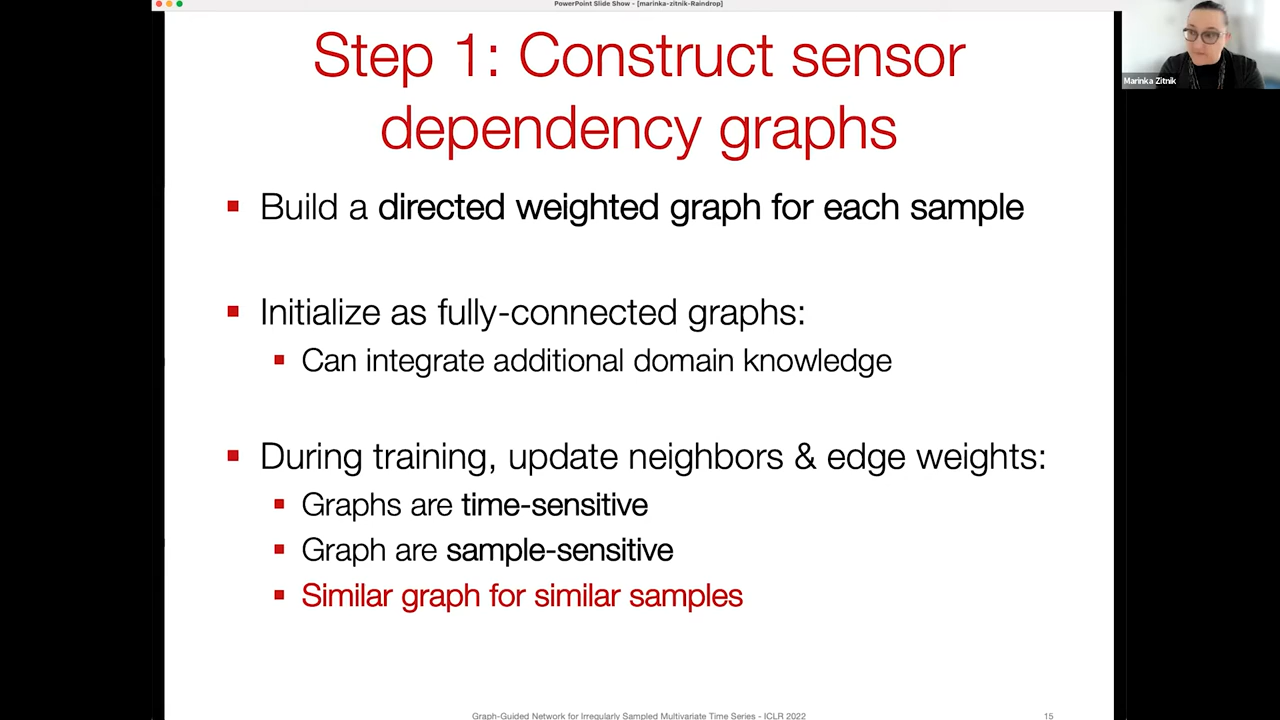 PowerPoint Slide Show - [marinka-zitnik-Raindrop]
Step 1: Construct sensor
dependency graphs
Build a directed weighted graph for each sample
Initialize as fully-connected graphs:
Can integrate additional domain knowledge
During training, update neighbors & edge weights:
Graphs are time-sensitive
Graph are sample-sensitive
Similar graph for similar samples
Graph-Guided Network for Irregularly Sampled Multivariate Time Series - ICLR 2022
15
Marinka Zitnik